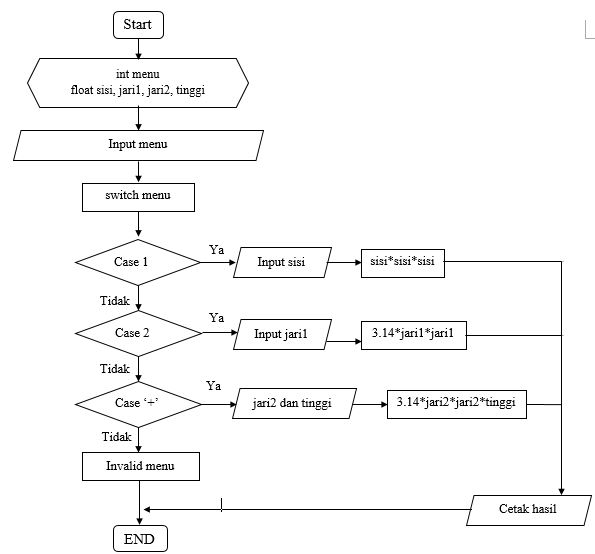 Start
int menu
float sisi, jari1, jari2, tinggi
Input menu
switch menu
Case 1
Ya
Input sisi
sisi*sisi*sisi
Tidak
Case 2
Ya
Input jari1
3.14*jari1*jari1
Tidak
Case ‘+’
Ya
jari2 dan tinggi
3.14*jari2*jari2*tinggi
Tidak
Invalid menu
Cetak hasil
END